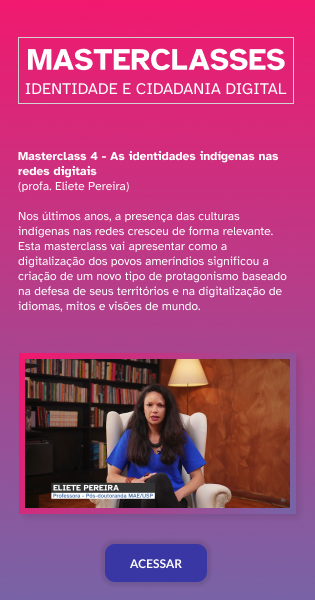 MASTERCLASSES
IDENTIDADE E CIDADANIA DIGITAL
Masterclass 4 - As identidades indígenas nas
redes digitais
(profa. Eliete Pereira)
Nos últimos anos, a presença das culturas
indígenas nas redes cresceu de forma relevante.
Esta masterclass vai apresentar como a
digitalização dos povos ameríndios significou a
criação de um novo tipo de protagonismo baseado
na defesa de seus territórios e na digitalização de
idiomas, mitos e visões de mundo.
ELIETE PEREIRA
Professora - Pós-doutoranda MAE/USP
ACESSAR